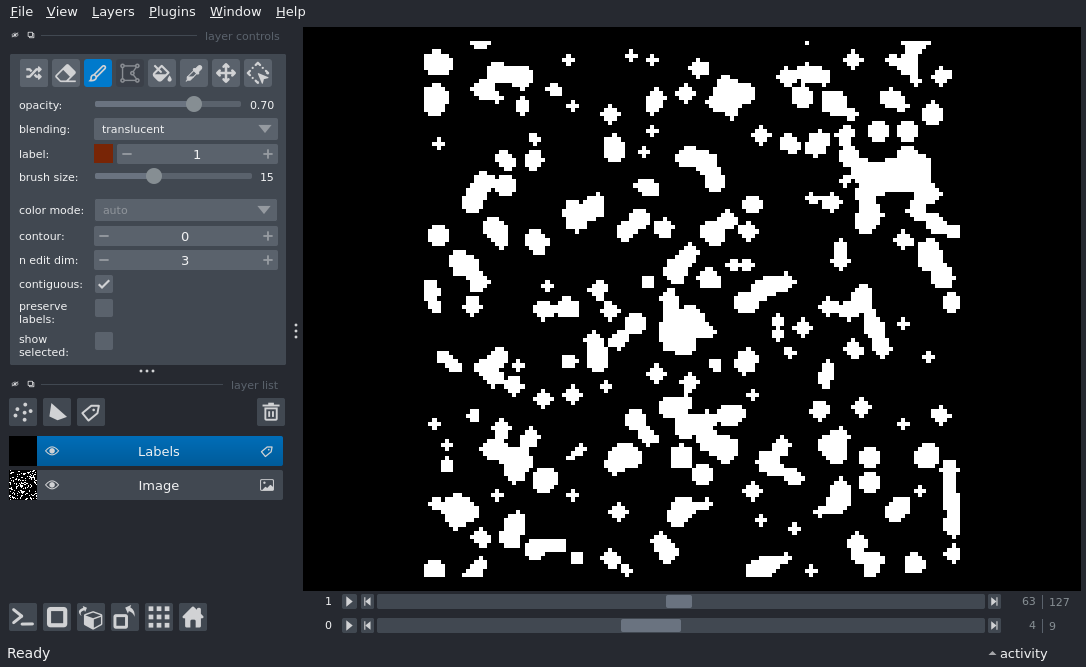 File View Layers Plugins Window Help
layer controls
opacity: 0.70
blending: translucent
label: 1
brush size: 15
color mode: auto
contour: 0
n edit dim: 3
contiguous:
preserve
labels:
show
selected:
layer list
Labels
Image
1 63 127
0 4 9
Ready activity